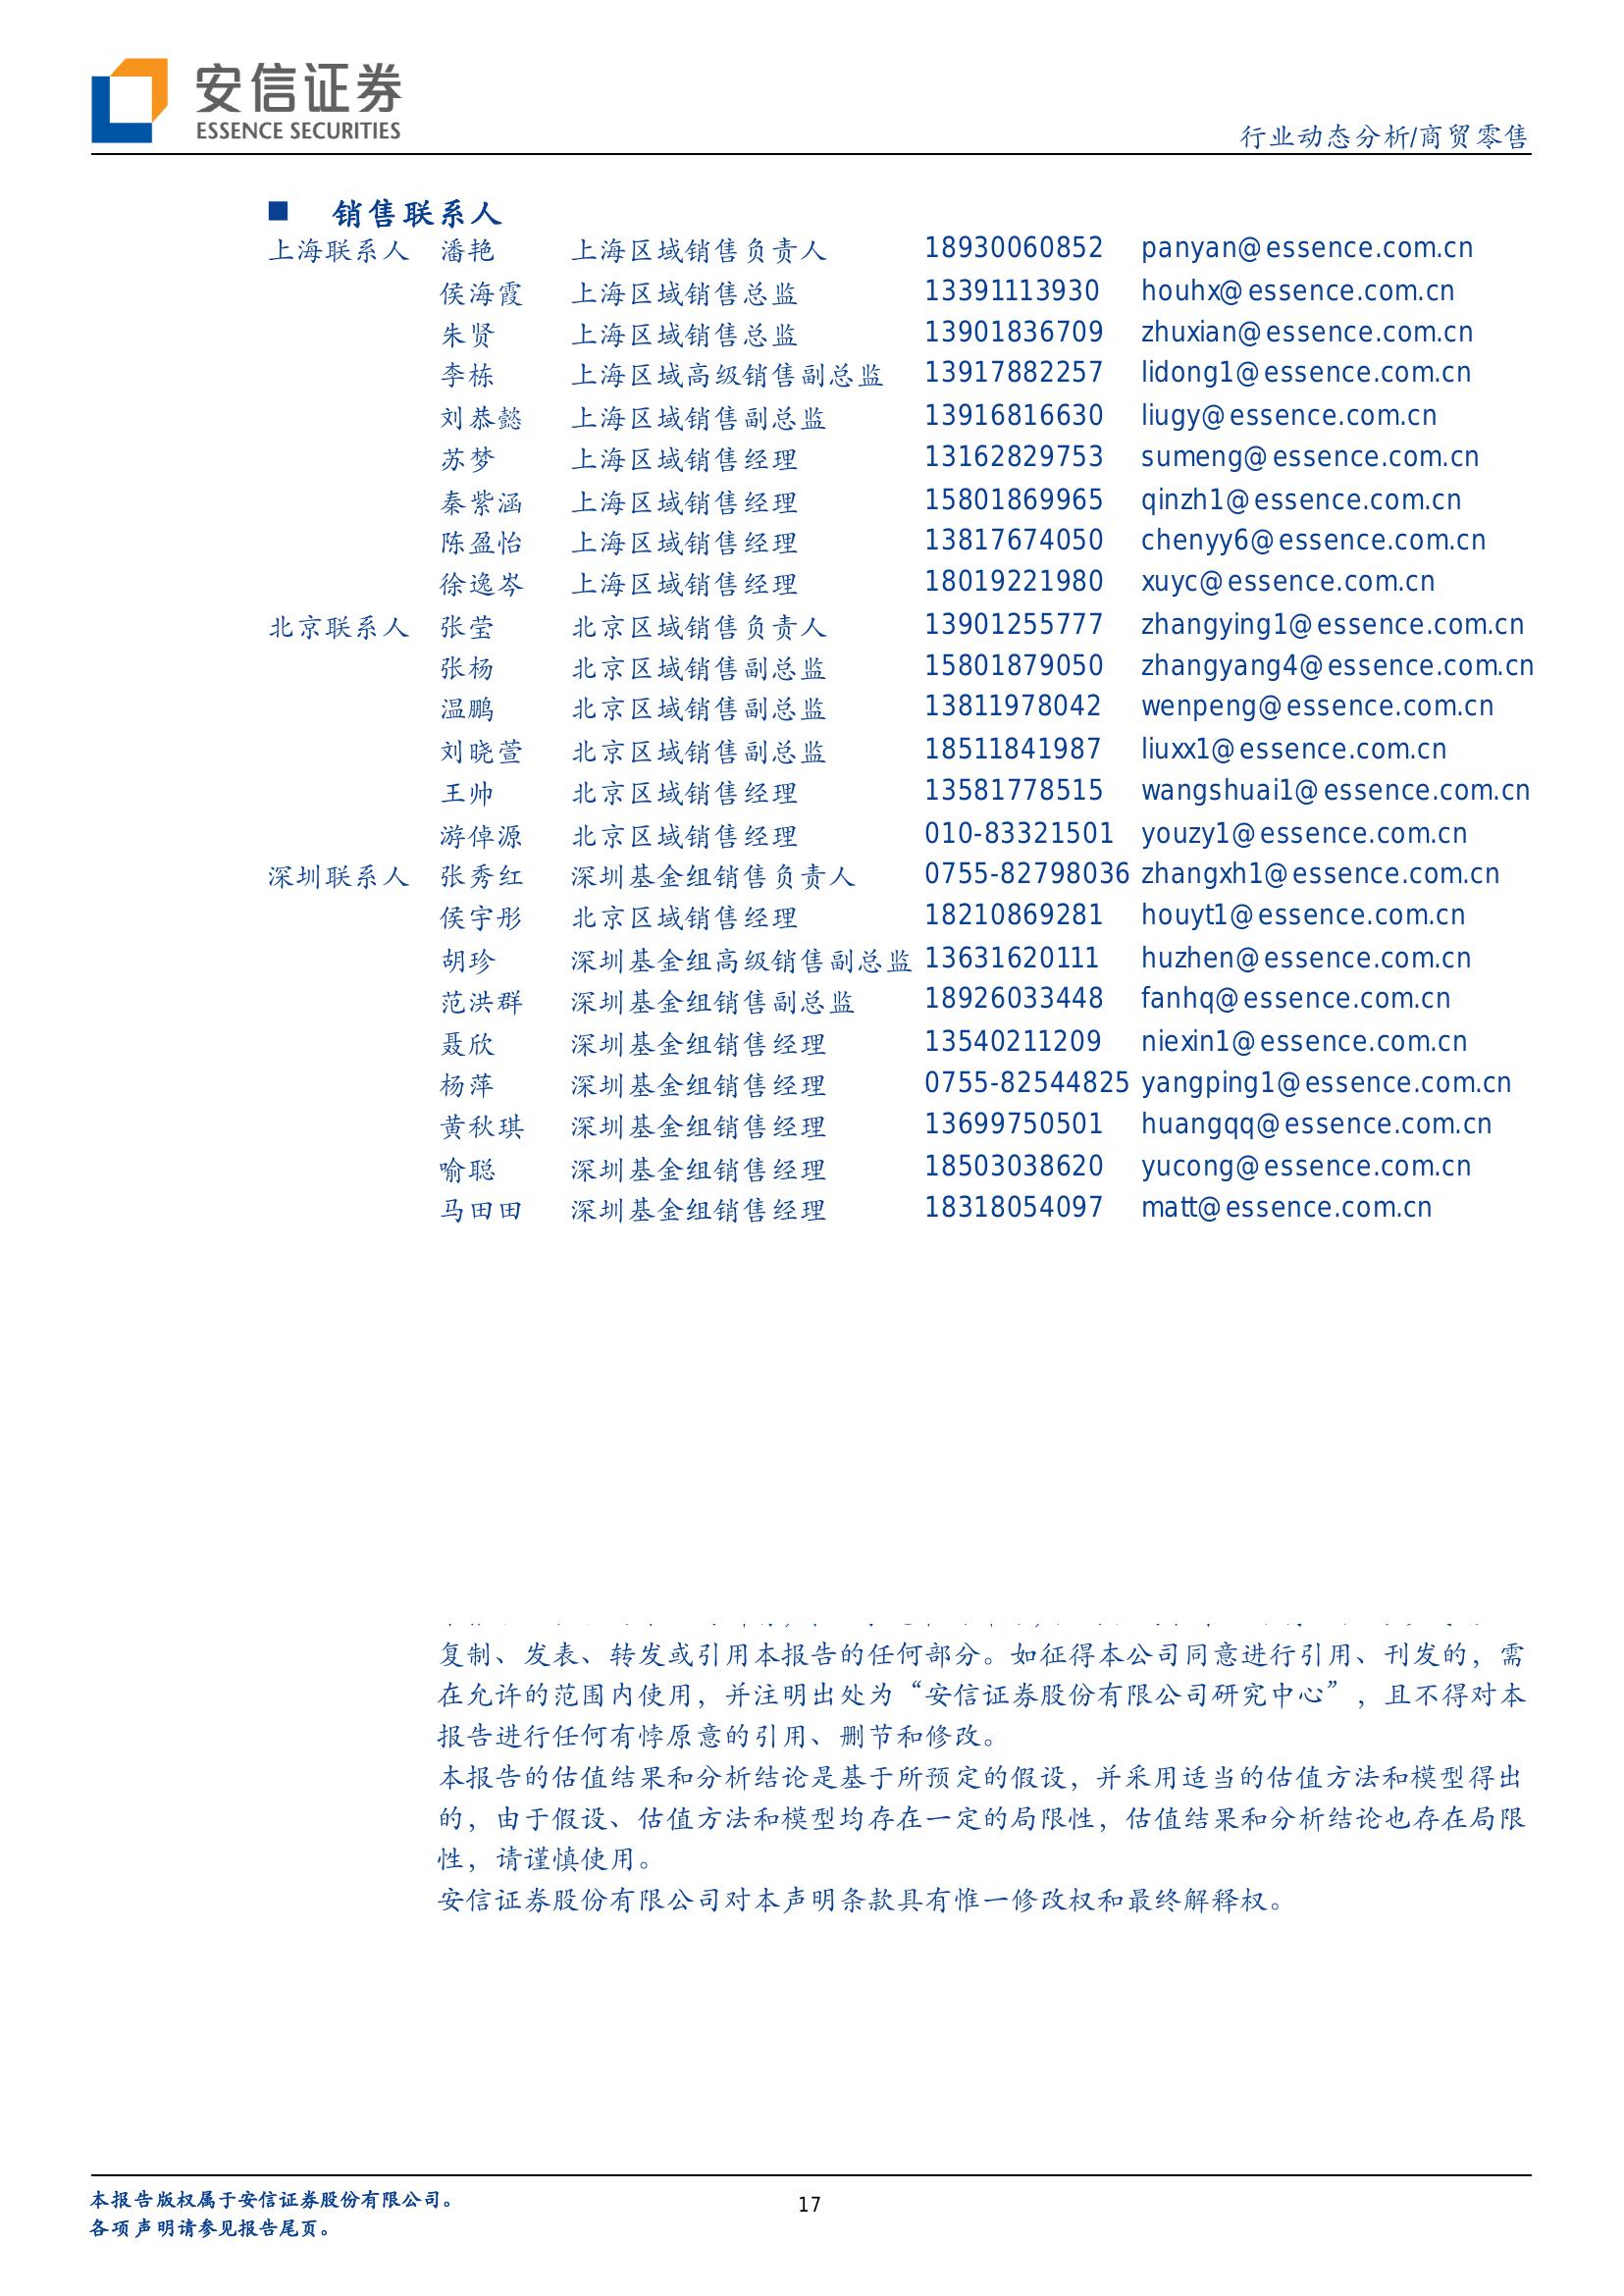 安信证券
ESSENCE SECURITIES
行业动态分析/商贸零售
■ 销售联系人
上海联系人 潘艳 上海区域销售负责人 18930060852 panyan@essence.com.cn
侯海霞 上海区域销售总监 13391113930 houhx@essence.com.cn
朱贤 上海区域销售总监 13901836709 zhuxian@essence.com.cn
李栋 上海区域高级销售副总监 13917882257 lidong1@essence.com.cn
刘恭懿 上海区域销售副总监 13916816630 liugy@essence.com.cn
苏梦 上海区域销售经理 13162829753 sumeng@essence.com.cn
秦紫涵 上海区域销售经理 15801869965 qinzh1@essence.com.cn
陈盈怡 上海区域销售经理 13817674050 chenyy6@essence.com.cn
徐逸岑 上海区域销售经理 18019221980 xuyc@essence.com.cn
北京联系人 张莹 北京区域销售负责人 13901255777 zhangying1@essence.com.cn
张杨 北京区域销售副总监 15801879050 zhangyang4@essence.com.cn
温鹏 北京区域销售副总监 13811978042 wenpeng@essence.com.cn
刘晓萱 北京区域销售副总监 18511841987 liuxx1@essence.com.cn
王帅 北京区域销售经理 13581778515 wangshuai1@essence.com.cn
游倬源 北京区域销售经理 010-83321501 youzy1@essence.com.cn
深圳联系人 张秀红 深圳基金组销售负责人 0755-82798036 zhangxh1@essence.com.cn
侯宇彤 北京区域销售经理 18210869281 houyt1@essence.com.cn
胡珍 深圳基金组高级销售副总监 13631620111 huzhen@essence.com.cn
范洪群 深圳基金组销售副总监 18926033448 fanhq@essence.com.cn
聂欣 深圳基金组销售经理 13540211209 niexin1@essence.com.cn
杨萍 深圳基金组销售经理 0755-82544825 yangping1@essence.com.cn
黄秋琪 深圳基金组销售经理 13699750501 huangqq@essence.com.cn
喻聪 深圳基金组销售经理 18503038620 yucong@essence.com.cn
马田田 深圳基金组销售经理 18318054097 matt@essence.com.cn
复制、发表、转发或引用本报告的任何部分。如征得本公司同意进行引用、刊发的，需
在允许的范围内使用，并注明出处为“安信证券股份有限公司研究中心”，且不得对本
报告进行任何有悖原意的引用、删节和修改。
本报告的估值结果和分析结论是基于所预定的假设，并采用适当的估值方法和模型得出
的，由于假设、估值方法和模型均存在一定的局限性，估值结果和分析结论也存在局限
性，请谨慎使用。
安信证券股份有限公司对本声明条款具有惟一修改权和最终解释权。
本报告版权属于安信证券股份有限公司。
17
各项声明请参见报告尾页。